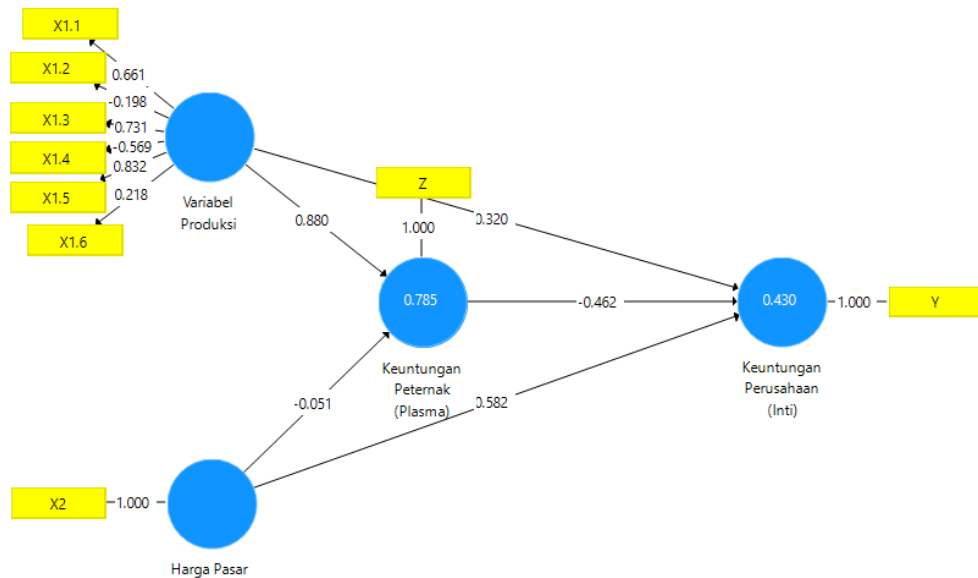 X1.1
X1.2
X1.3
X1.4
X1.5
X1.6
0.661
-0.198
0.731
-0.569
0.832
0.218
Variabel
Produksi
Z
1.000
0.880
0.320
0.785
-0.462
0.430
1.000
Y
Keuntungan
Peternak
(Plasma)
Keuntungan
Perusahaan
(Inti)
-0.051
0.582
X2
1.000
Harga Pasar